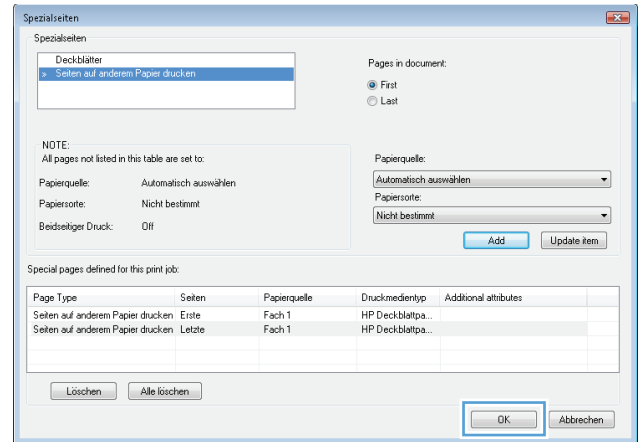 Spezialseiten
Spezialseiten
Deckblätter
» Seiten auf anderem Papier drucken
Pages in document:
First
Last
NOTE:
All pages not listed in this table are set to:
Papierquelle: Automatisch auswählen
Papiersorte: Nicht bestimmt
Beidseitiger Druck: Off
Papierquelle:
Automatisch auswählen
Papiersorte:
Nicht bestimmt
Add Update item
Special pages defined for this print job:
Page Type Seiten Papierquelle Druckmedientyp Additional attributes
Seiten auf anderem Papier drucken Erste Fach 1 HP Deckblattpa...
Seiten auf anderem Papier drucken Letzte Fach 1 HP Deckblattpa...
Löschen Alle löschen
OK Abbrechen